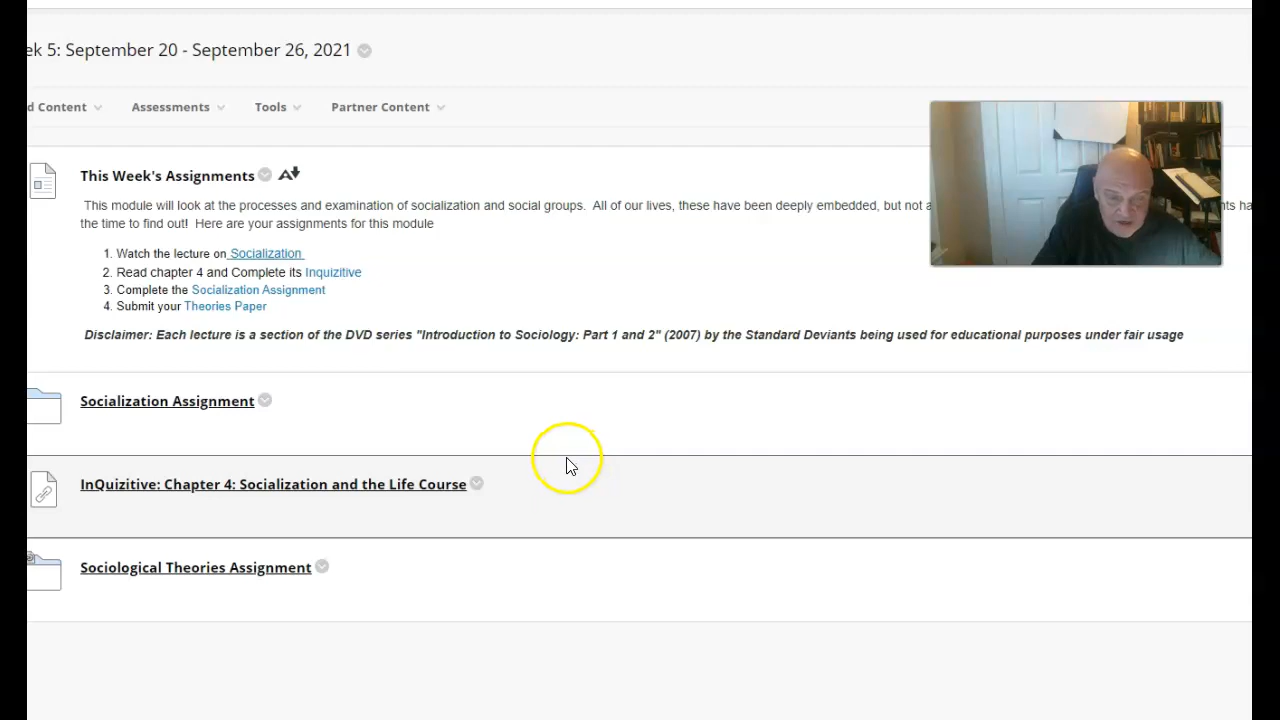 ek 5: September 20 - September 26, 2021
d Content
Assessments
Tools
Partner Content
This Week's Assignments
This module will look at the processes and examination of socialization and social groups. All of our lives, these have been deeply embedded, but not a
nts ha
the time to find out! Here are your assignments for this module
1. Watch the lecture on Socialization
2. Read chapter 4 and Complete its Inquizitive
3. Complete the Socialization Assignment
4. Submit your Theories Paper
Disclaimer: Each lecture is a section of the DVD series "Introduction to Sociology: Part 1 and 2" (2007) by the Standard Deviants being used for educational purposes under fair usage
Socialization Assignment
InQuizitive: Chapter 4: Socialization and the Life Course
Sociological Theories Assignment